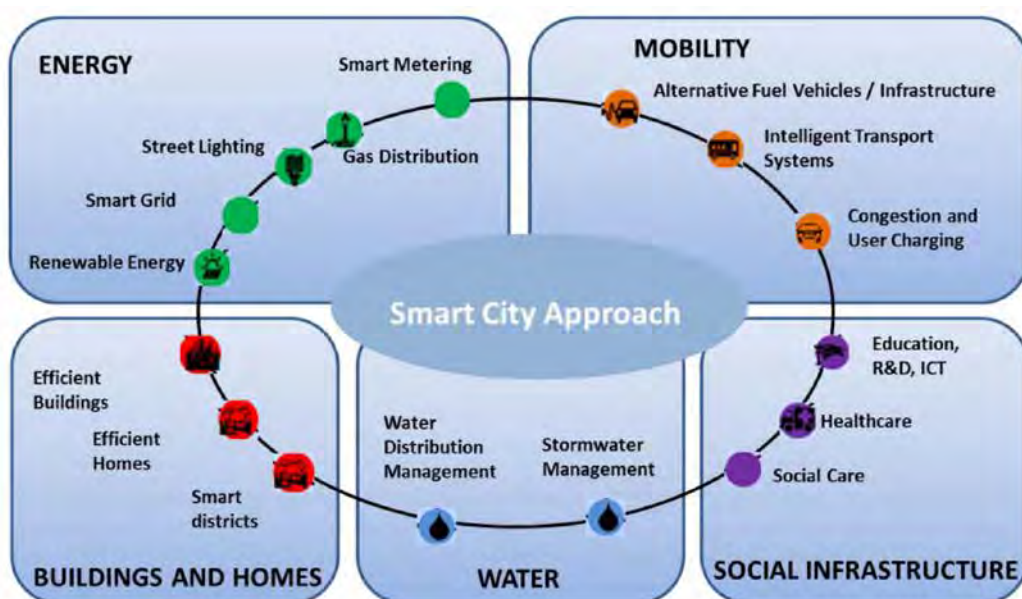 ENERGY
Smart Metering
Street Lighting
Gas Distribution
Smart Grid
Renewable Energy
MOBILITY
Alternative Fuel Vehicles / Infrastructure
Intelligent Transport
Systems
Congestion and
User Charging
Smart City Approach
Efficient
Buildings
Efficient
Homes
Smart
districts
BUILDINGS AND HOMES
Water
Distribution
Management
Stormwater
Management
WATER
Education,
R&D, ICT
Healthcare
Social Care
SOCIAL INFRASTRUCTURE